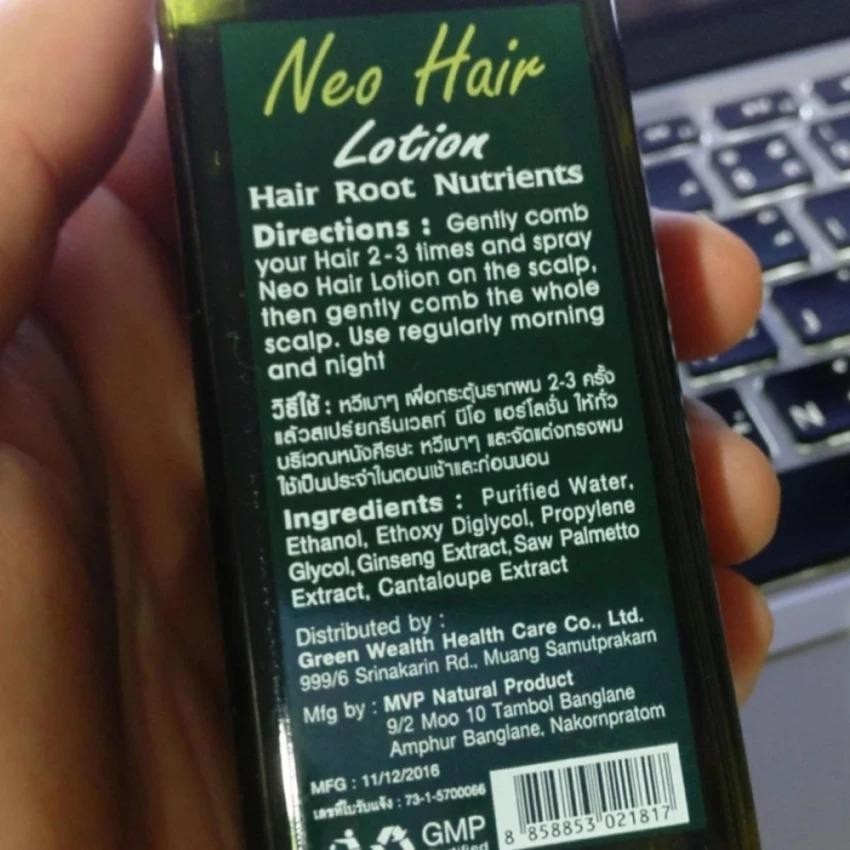 Neo Hair
Lotion
Hair Root Nutrients
Directions : Gently comb
your Hair 2-3 times and spray
Neo Hair Lotion on the scalp,
then gently comb the whole
scalp. Use regularly morning
and night
วิธีใช้ : หวีเบาๆ เพื่อกระตุ้นรากผม 2-3 ครั้ง
แล้วสเปรย์กรีนเวลท์ นีโอ แฮร์โลชั่น ให้ทั่ว
บริเวณหนังศีรษะ หวีเบาๆ และจัดแต่งทรงผม
ใช้เป็นประจำในตอนเช้าและก่อนนอน
Ingredients : Purified Water,
Ethanol, Ethoxy Diglycol, Propylene
Glycol, Ginseng Extract, Saw Palmetto
Extract, Cantaloupe Extract
Distributed by :
Green Wealth Health Care Co., Ltd.
999/6 Srinakarin Rd., Muang Samutprakarn
Mfg by : MVP Natural Product
9/2 Moo 10 Tambol Banglane
Amphur Banglane, Nakornpratom
MFG : 11/12/2016
เลขที่ใบรับแจ้ง : 73-1-5700066
GMP
8 858853 021817
J
N